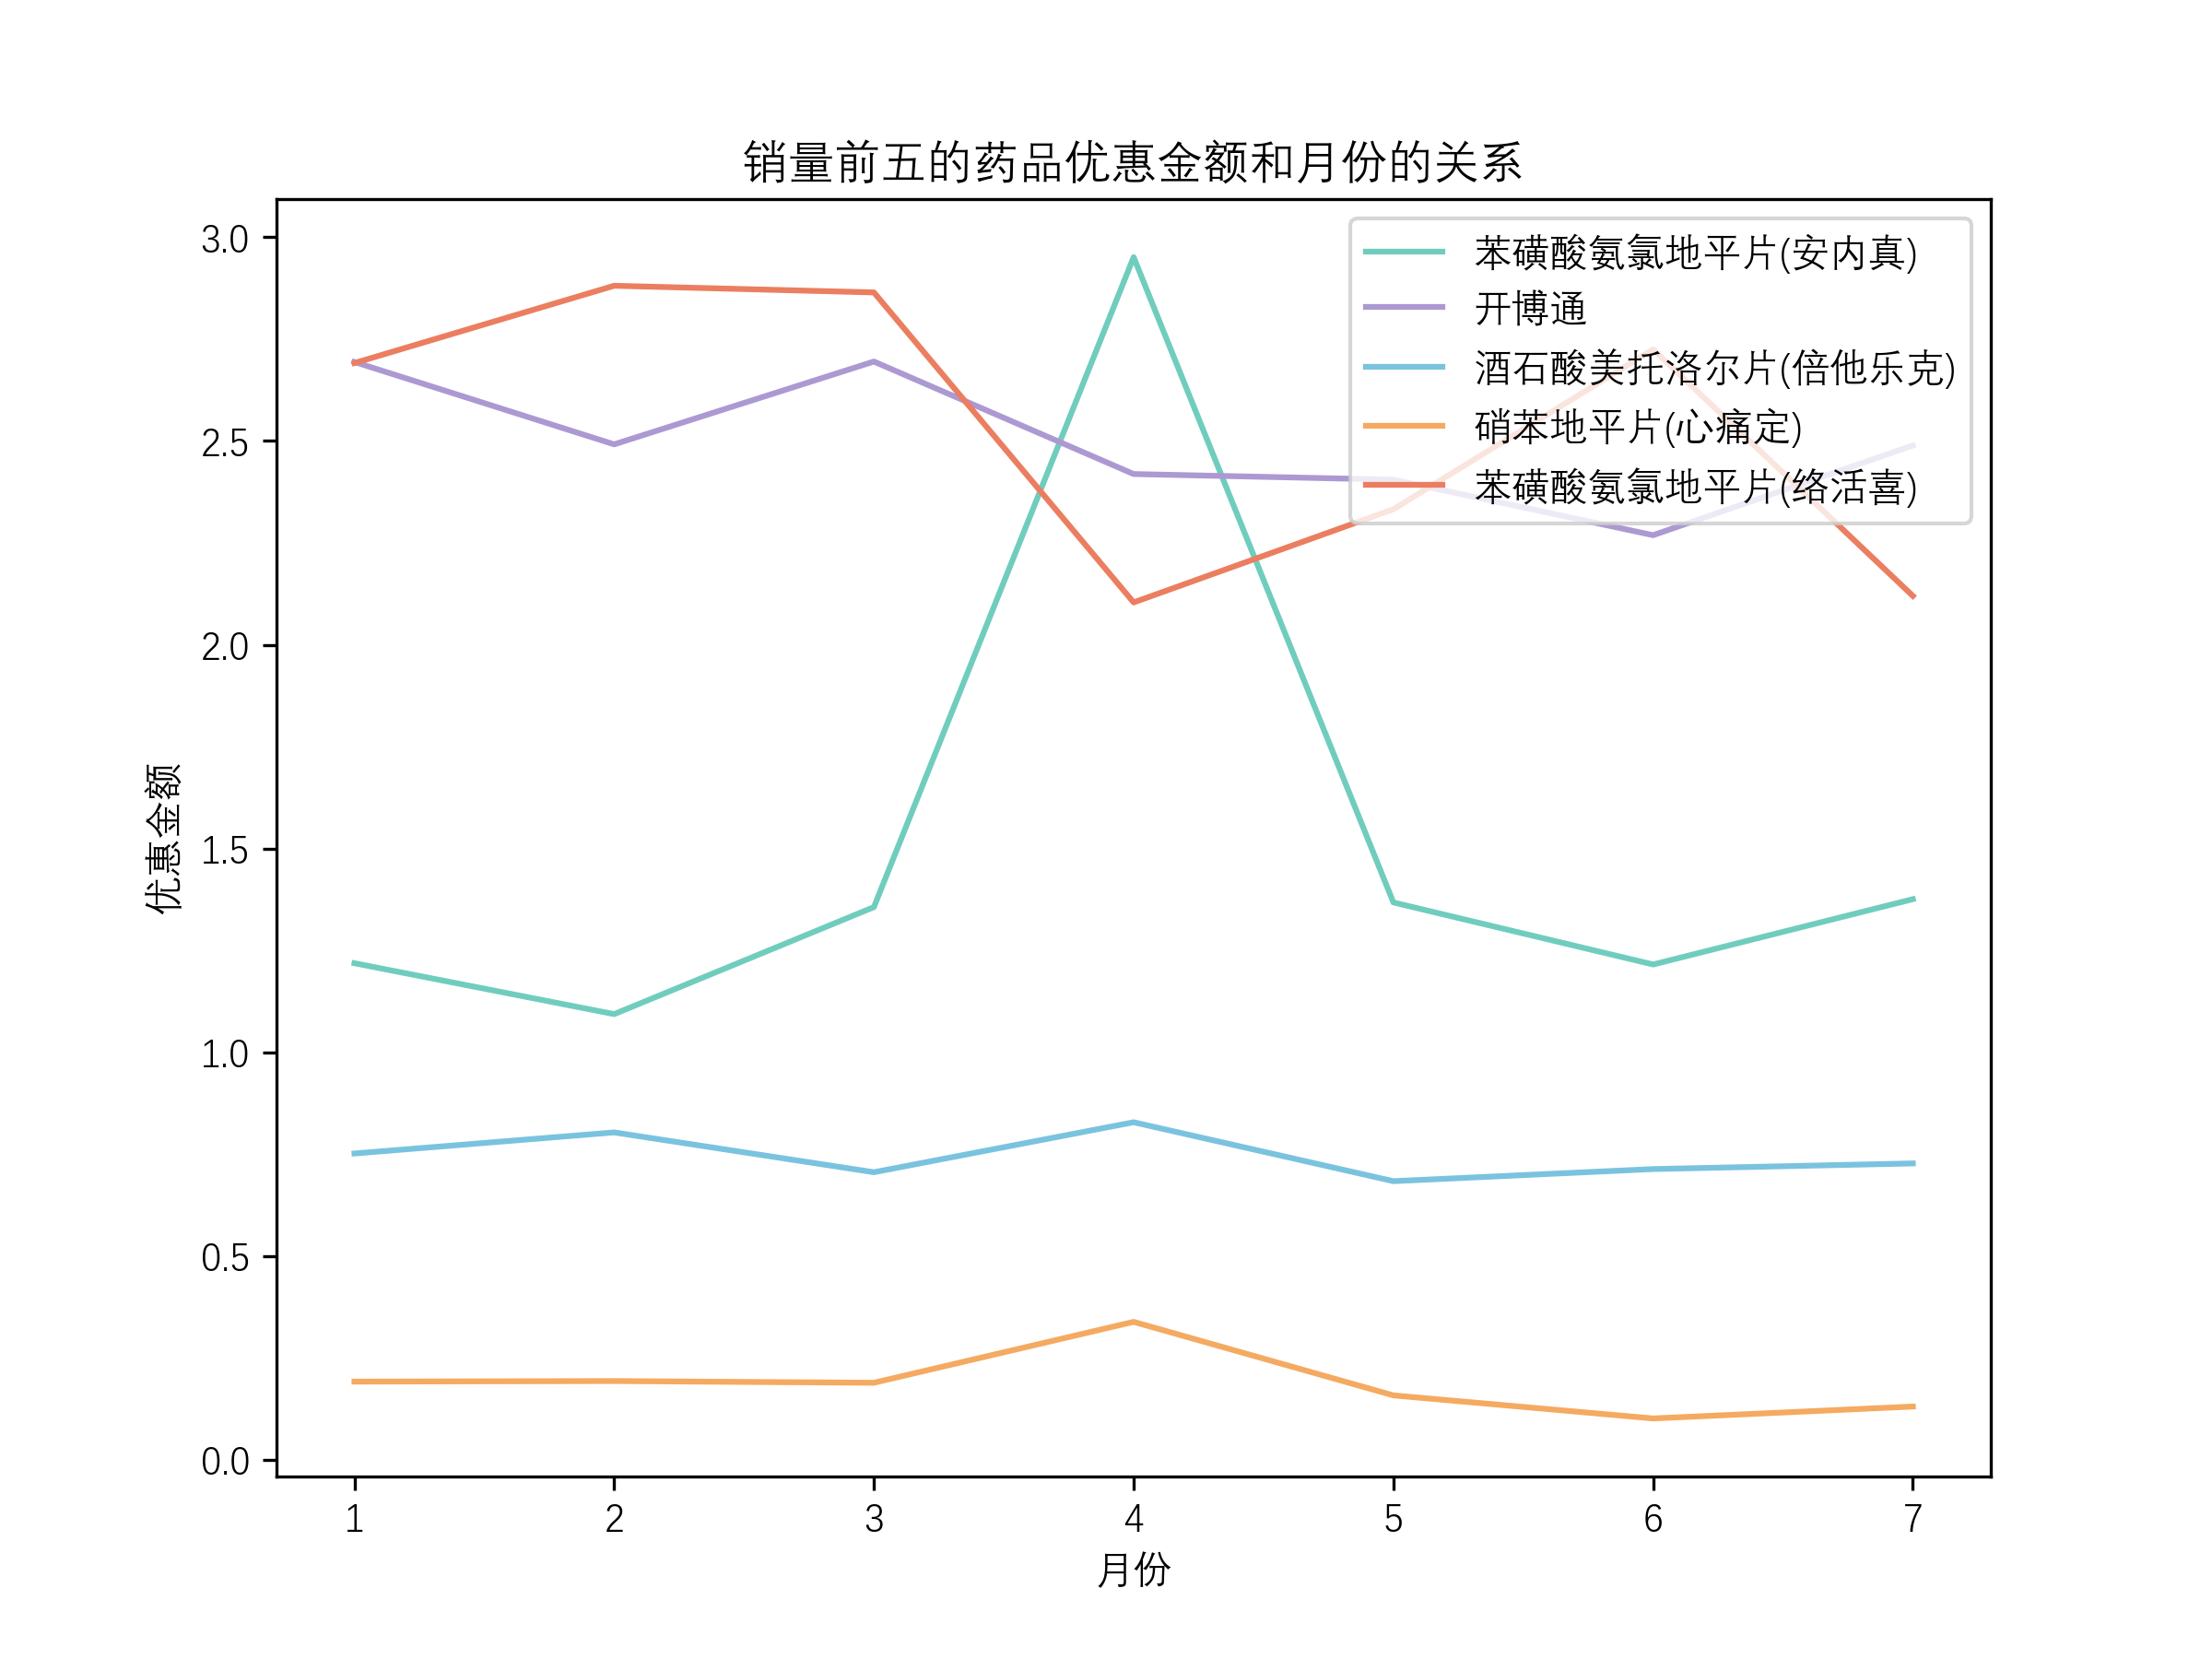 销量前五的药品优惠金额和月份的关系
苯磺酸氨氯地平片(安内真)
开博通
酒石酸美托洛尔片(倍他乐克)
硝苯地平片(心痛定)
苯磺酸氨氯地平片(络活喜)
优惠金额
3.0
2.5
2.0
1.5
1.0
0.5
0.0
1 2 3 4 5 6 7
月份